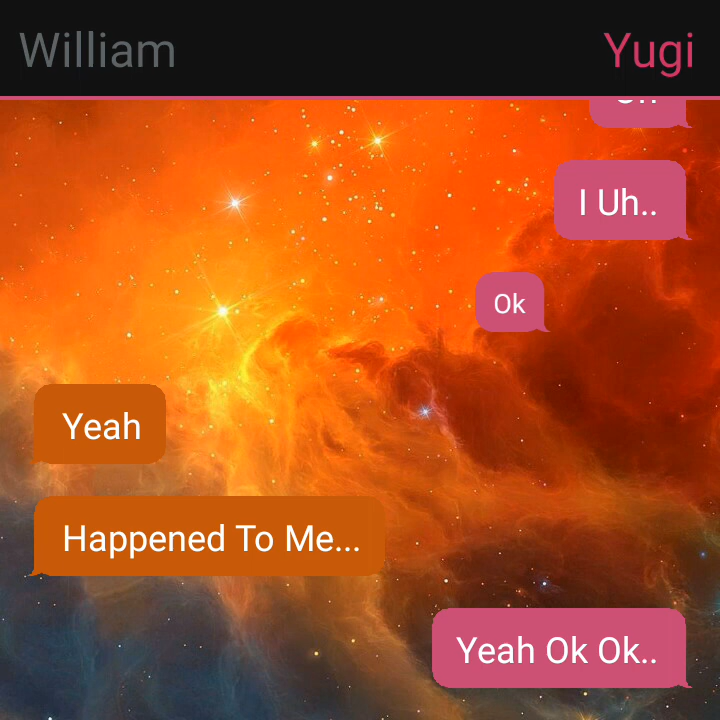 William
Yugi
I Uh..
Ok
Yeah
Happened To Me...
Yeah Ok Ok..